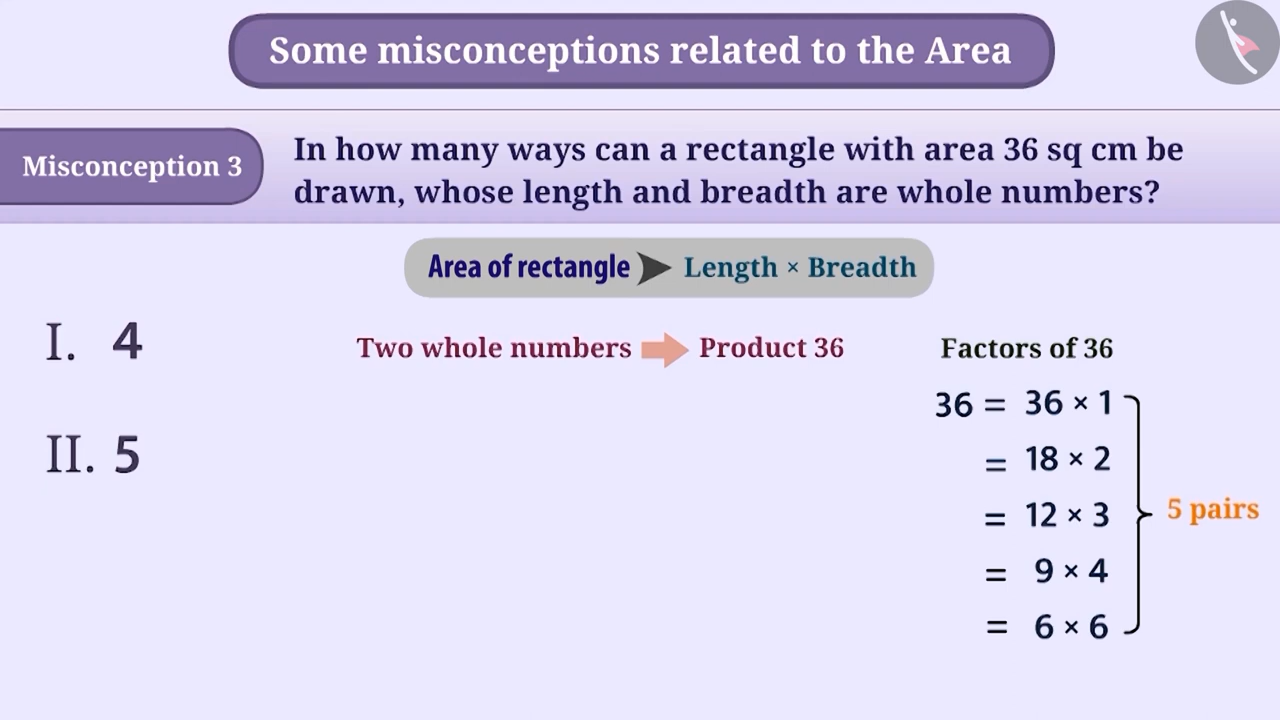 Some misconceptions related to the Area
Misconception 3
In how many ways can a rectangle with area 36 sq cm be
drawn, whose length and breadth are whole numbers?
Area of rectangle ➤ Length × Breadth
I. 4
II. 5
Two whole numbers ➡ Product 36
Factors of 36
36 = 36 × 1
= 18 × 2
= 12 × 3
= 9 × 4
= 6 × 6
5 pairs